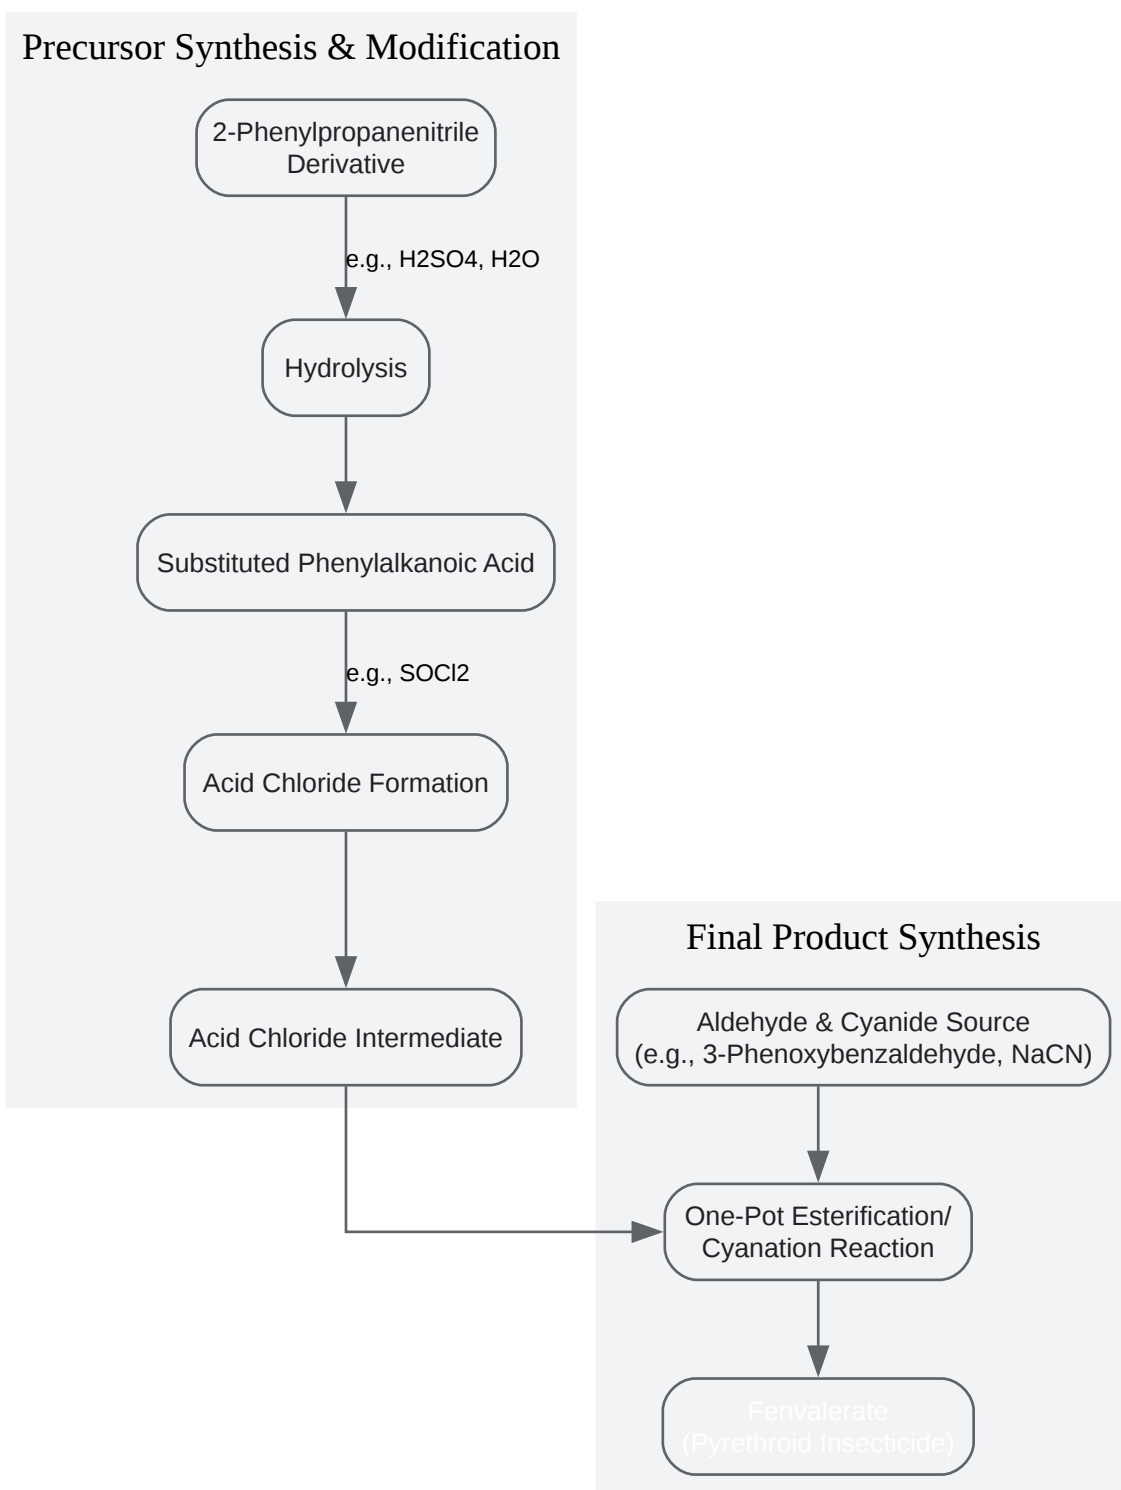 Precursor Synthesis & Modification
2-Phenylpropanenitrile
Derivative
e.g., H2SO4, H2O
Hydrolysis
Substituted Phenylalkanoic Acid
e.g., SOCl2
Acid Chloride Formation
Acid Chloride Intermediate
Final Product Synthesis
Aldehyde & Cyanide Source
(e.g., 3-Phenoxybenzaldehyde, NaCN)
One-Pot Esterification/
Cyanation Reaction
Fenvalerate
(Pyrethroid Insecticide)